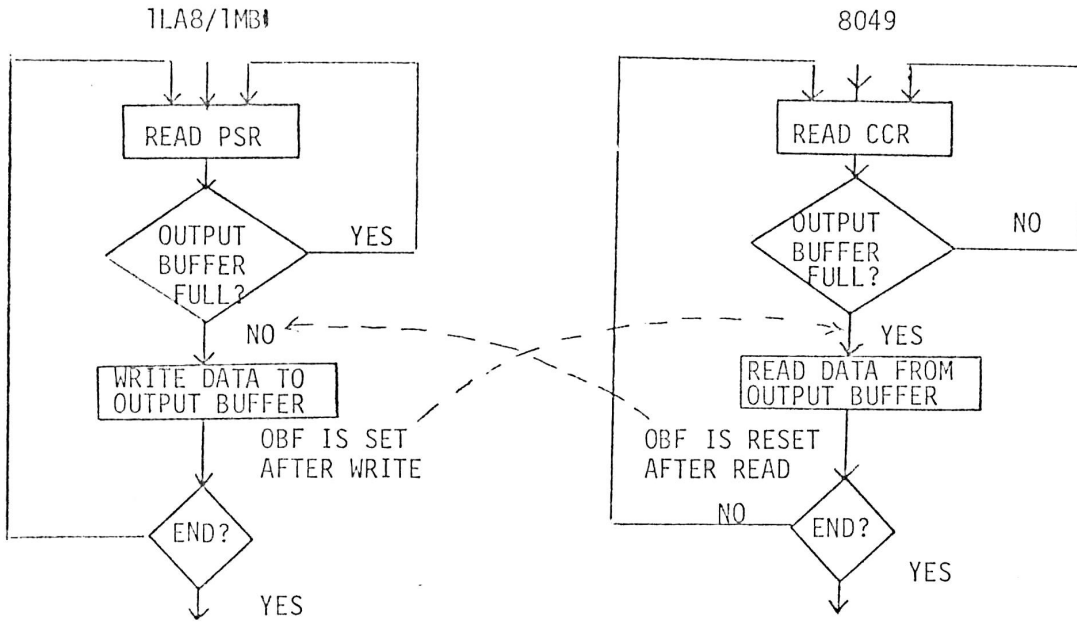 1LA8/1MB1
READ PSR
OUTPUT
BUFFER
FULL?
YES
NO
WRITE DATA TO
OUTPUT BUFFER
OBF IS SET
AFTER WRITE
END?
YES
8049
READ CCR
OUTPUT
BUFFER
FULL?
NO
YES
READ DATA FROM
OUTPUT BUFFER
OBF IS RESET
AFTER READ
NO
END?
YES